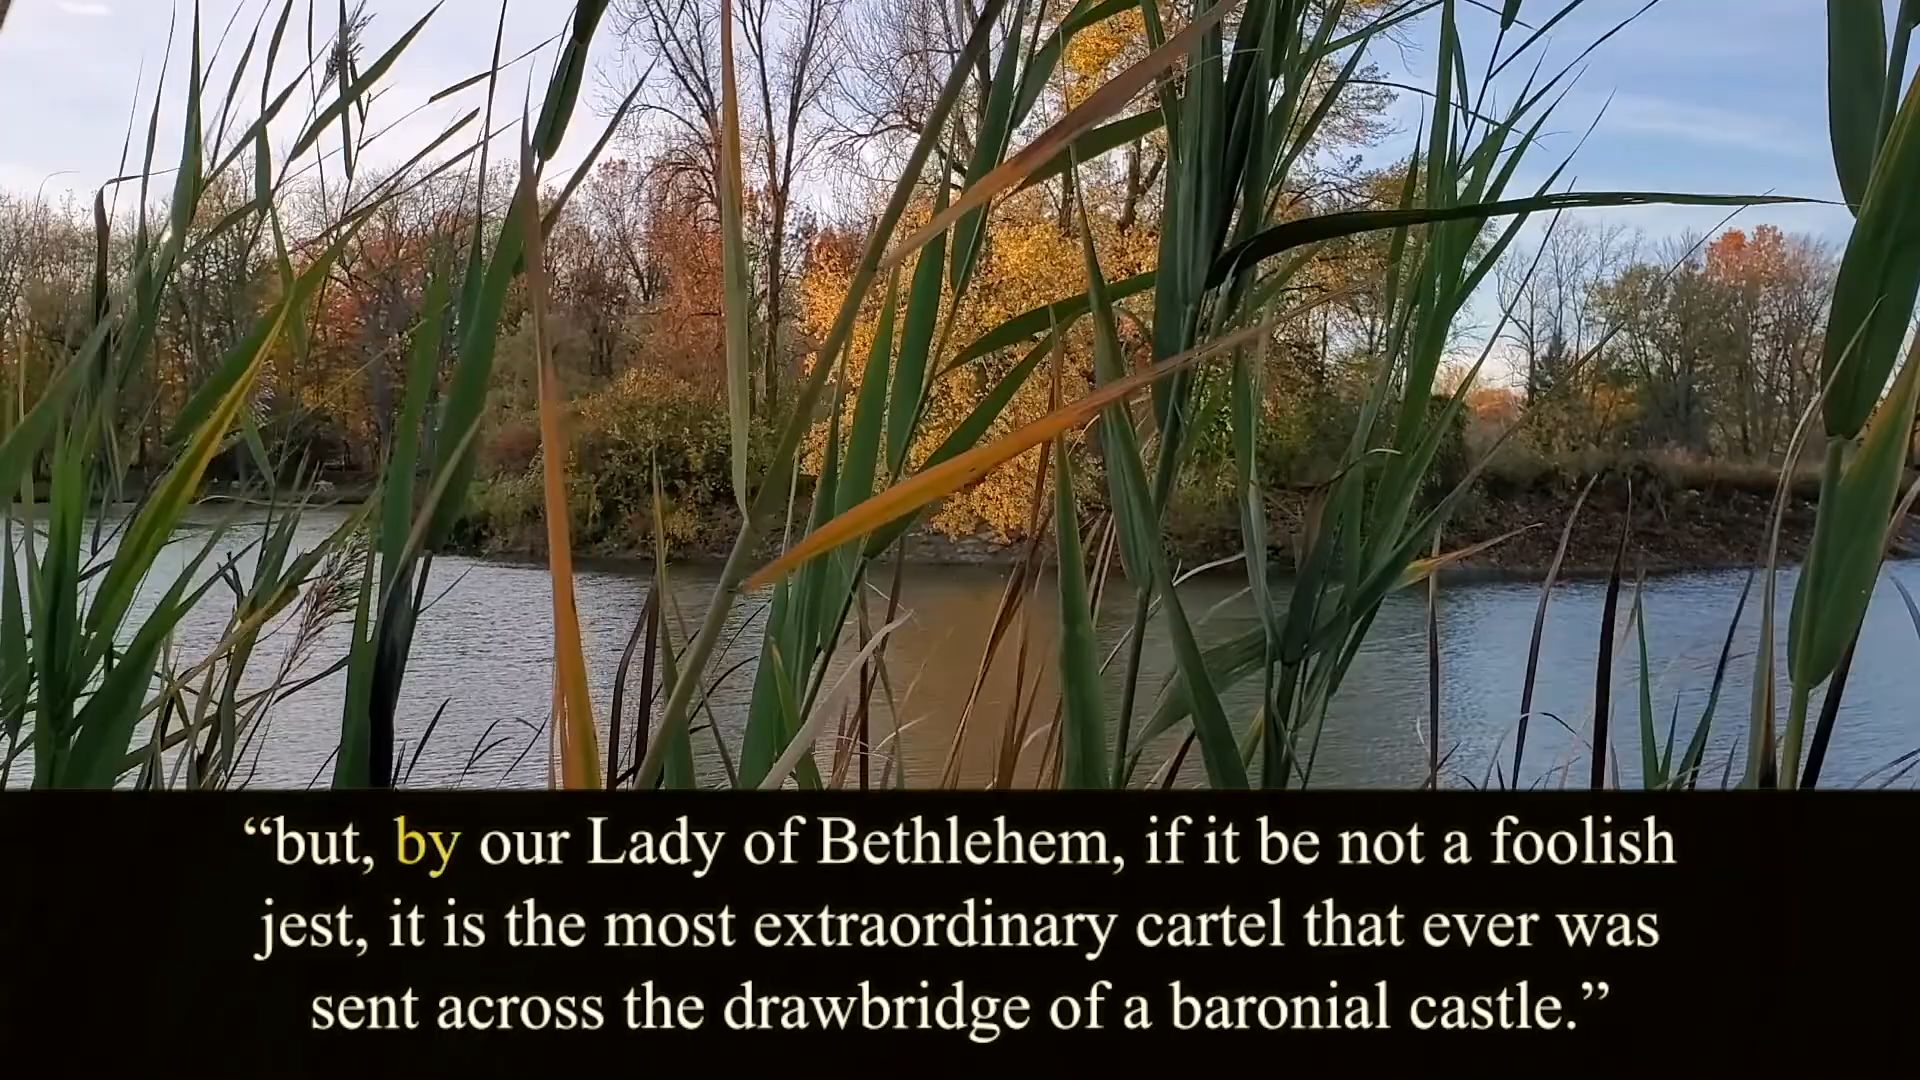 “but, by our Lady of Bethlehem, if it be not a foolish
jest, it is the most extraordinary cartel that ever was
sent across the drawbridge of a baronial castle.”